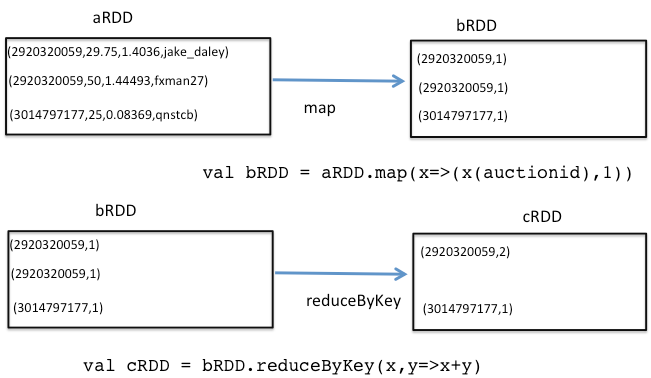 aRDD
bRDD
(2920320059,29.75,1.4036,jake_daley)
(2920320059,50,1.44493,fxman27)
(3014797177,25,0.08369,qnstcb)
map
(2920320059,1)
(2920320059,1)
(3014797177,1)
val bRDD = aRDD.map(x=>(x(auctionid),1))
bRDD
cRDD
(2920320059,1)
(2920320059,1)
(3014797177,1)
reduceByKey
(2920320059,2)
(3014797177,1)
val cRDD = bRDD.reduceByKey(x,y=>x+y)